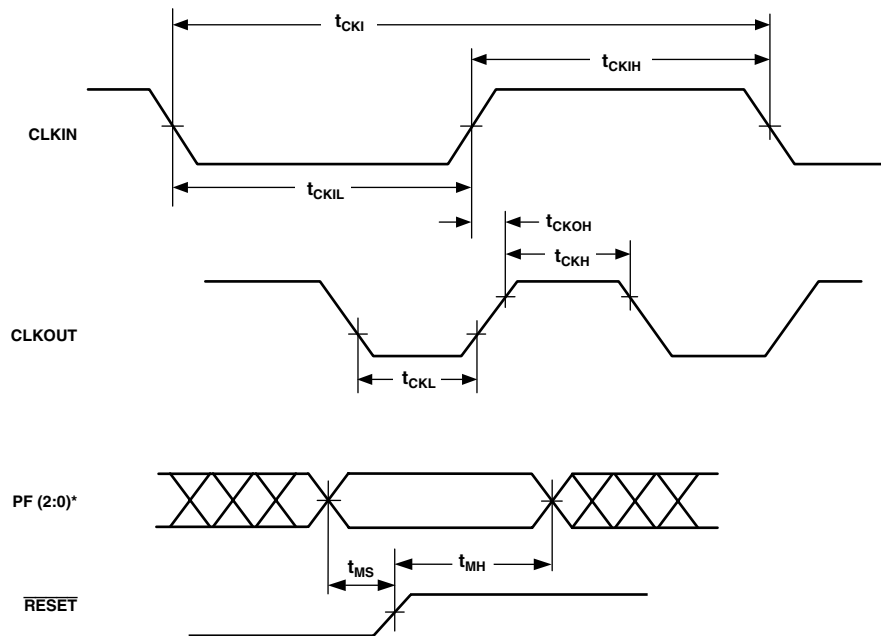 tCKI
tCKIH
CLKIN
tCKIL
tCKOH
tCKH
CLKOUT
tCKL
PF (2:0)*
tMS
tMH
RESET